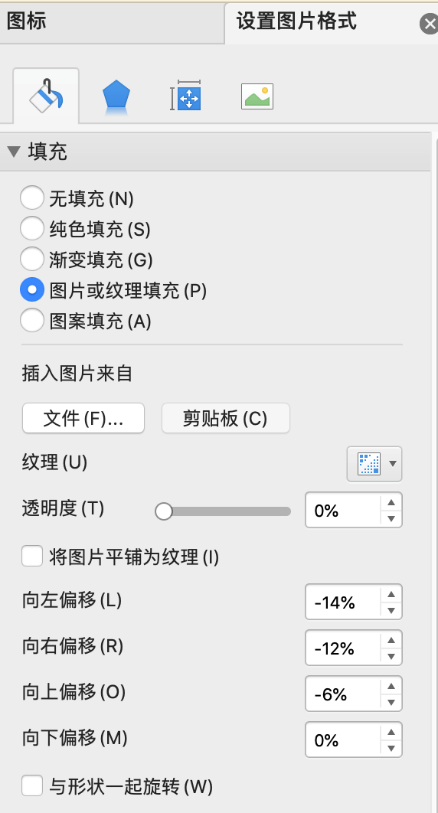 图标 设置图片格式
填充
无填充 (N)
纯色填充 (S)
渐变填充 (G)
图片或纹理填充 (P)
图案填充 (A)
插入图片来自
文件 (F)... 剪贴板 (C)
纹理 (U)
透明度 (T) 0%
将图片平铺为纹理 (I)
向左偏移 (L) -14%
向右偏移 (R) -12%
向上偏移 (O) -6%
向下偏移 (M) 0%
与形状一起旋转 (W)